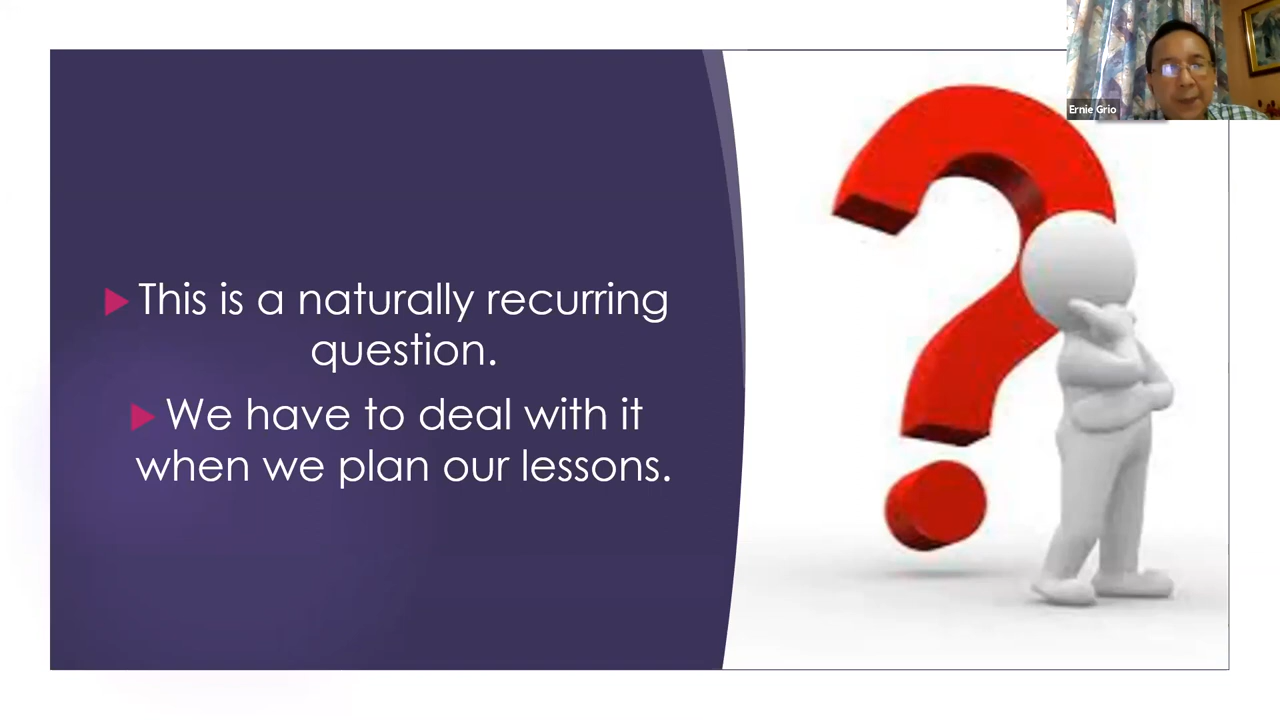 This is a naturally recurring
question.
We have to deal with it
when we plan our lessons.
Ernie Grio